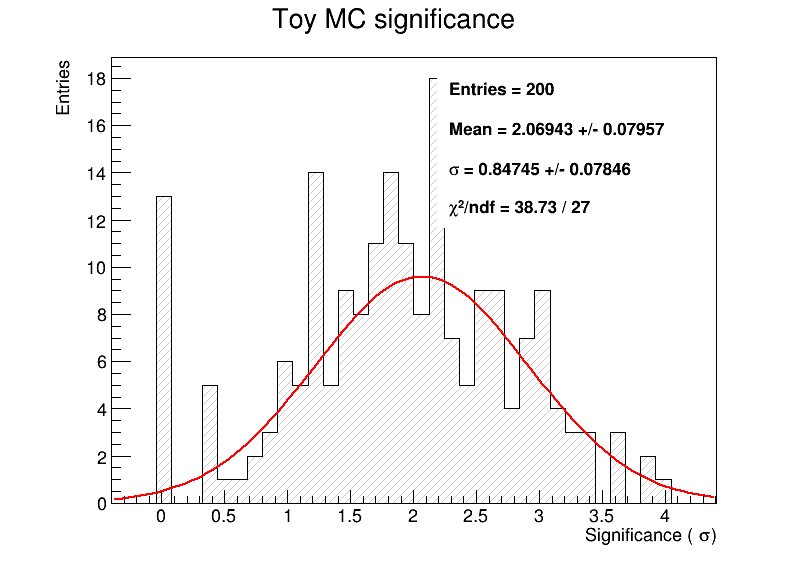 Toy MC significance
Entries
18
16
14
12
10
8
6
4
2
0
Entries = 200
Mean = 2.06943 +/- 0.07957
σ = 0.84745 +/- 0.07846
χ²/ndf = 38.73 / 27
0 0.5 1 1.5 2 2.5 3 3.5 4
Significance ( σ)